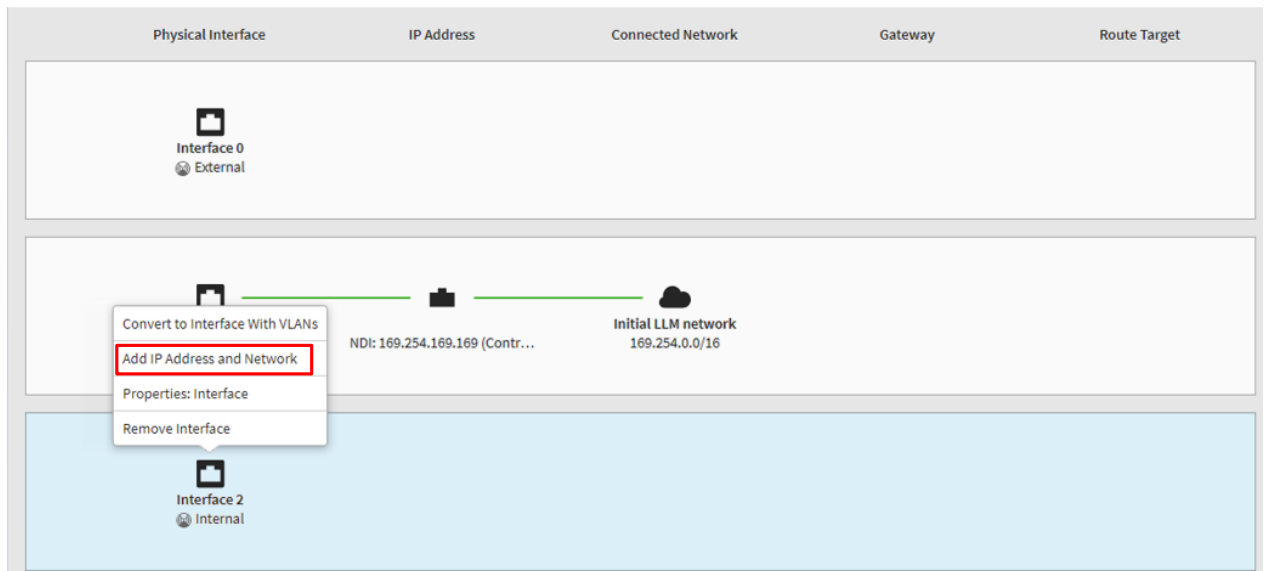 Physical Interface IP Address Connected Network Gateway Route Target
Interface 0
External
Convert to Interface With VLANs
Add IP Address and Network
Properties: Interface
Remove Interface
NDI: 169.254.169.169 (Contr...
Initial LLM network
169.254.0.0/16
Interface 2
Internal